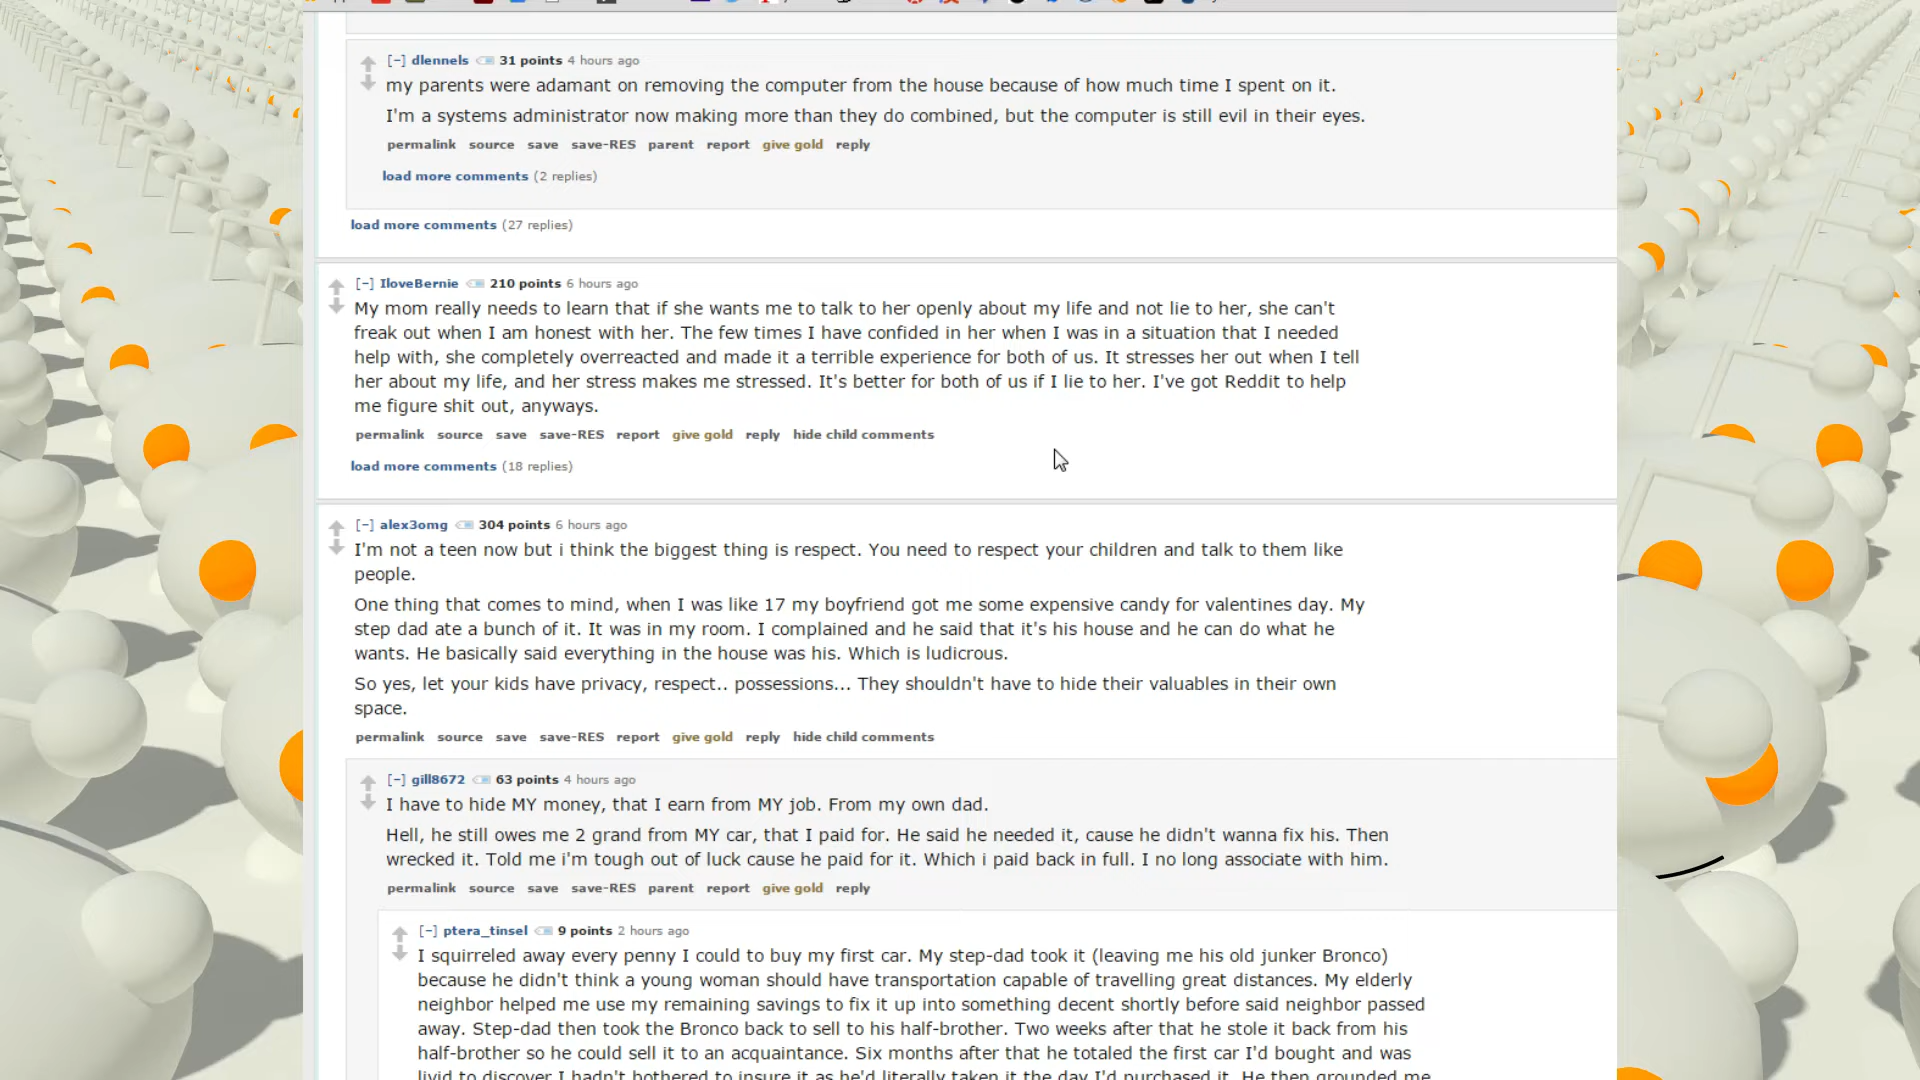 [-] dlennels 31 points 4 hours ago
my parents were adamant on removing the computer from the house because of how much time I spent on it.
I'm a systems administrator now making more than they do combined, but the computer is still evil in their eyes.
permalink source save save-RES parent report give gold reply
load more comments (2 replies)
load more comments (27 replies)
[-] IloveBernie 210 points 6 hours ago
My mom really needs to learn that if she wants me to talk to her openly about my life and not lie to her, she can't
freak out when I am honest with her. The few times I have confided in her when I was in a situation that I needed
help with, she completely overreacted and made it a terrible experience for both of us. It stresses her out when I tell
her about my life, and her stress makes me stressed. It's better for both of us if I lie to her. I've got Reddit to help
me figure shit out, anyways.
permalink source save save-RES report give gold reply hide child comments
load more comments (18 replies)
[-] alex3omg 304 points 6 hours ago
I'm not a teen now but i think the biggest thing is respect. You need to respect your children and talk to them like
people.
One thing that comes to mind, when I was like 17 my boyfriend got me some expensive candy for valentines day. My
step dad ate a bunch of it. It was in my room. I complained and he said that it's his house and he can do what he
wants. He basically said everything in the house was his. Which is ludicrous.
So yes, let your kids have privacy, respect.. possessions... They shouldn't have to hide their valuables in their own
space.
permalink source save save-RES report give gold reply hide child comments
[-] gill8672 63 points 4 hours ago
I have to hide MY money, that I earn from MY job. From my own dad.
Hell, he still owes me 2 grand from MY car, that I paid for. He said he needed it, cause he didn't wanna fix his. Then
wrecked it. Told me i'm tough out of luck cause he paid for it. Which i paid back in full. I no long associate with him.
permalink source save save-RES parent report give gold reply
[-] ptera_tinsel 9 points 2 hours ago
I squirreled away every penny I could to buy my first car. My step-dad took it (leaving me his old junker Bronco)
because he didn't think a young woman should have transportation capable of travelling great distances. My elderly
neighbor helped me use my remaining savings to fix it up into something decent shortly before said neighbor passed
away. Step-dad then took the Bronco back to sell to his half-brother. Two weeks after that he stole it back from his
half-brother so he could sell it to an acquaintance. Six months after that he totaled the first car I'd bought and was
livid to discover I hadn't bothered to insure it as he'd literally taken it the day I'd purchased it. He then grounded me